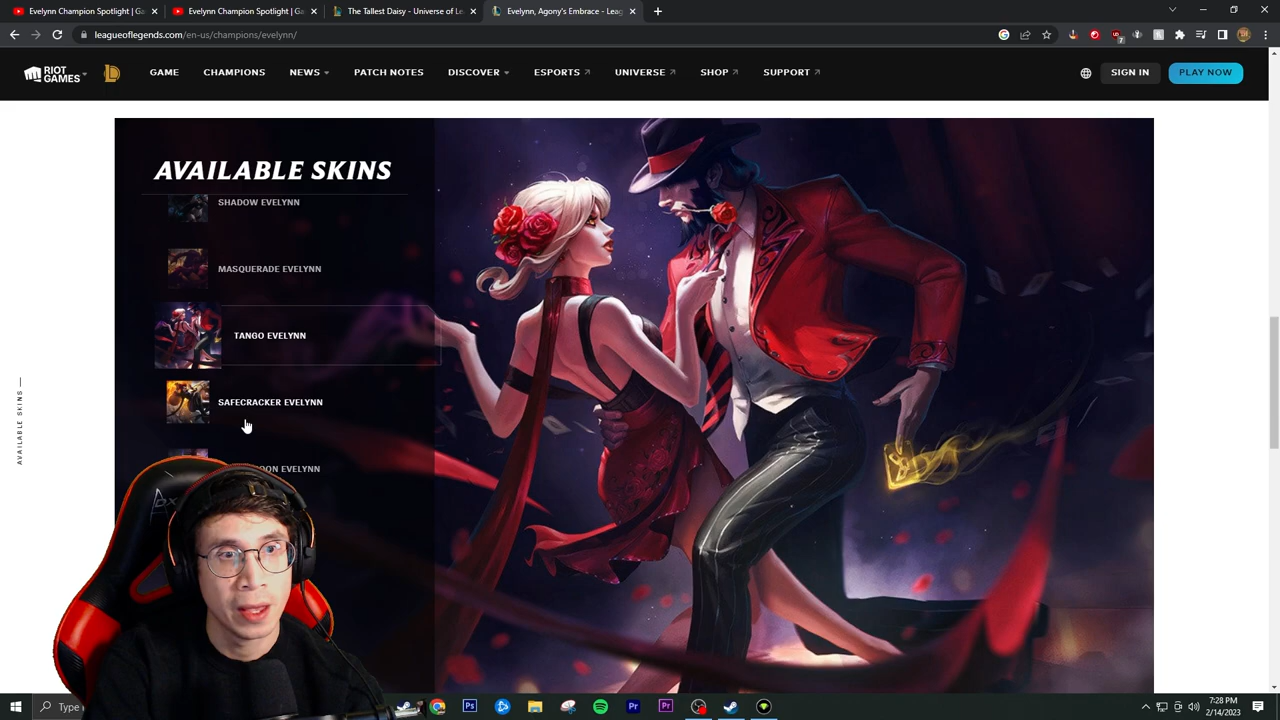 Evelynn Champion Spotlight | Ga
Evelynn Champion Spotlight | Ga
The Tallest Daisy - Universe of Le
Evelynn, Agony's Embrace - Leag
leagueoflegends.com/en-us/champions/evelynn/
RIOT GAMES
GAME
CHAMPIONS
NEWS
PATCH NOTES
DISCOVER
ESPORTS
UNIVERSE
SHOP
SUPPORT
SIGN IN
PLAY NOW
AVAILABLE SKINS
SHADOW EVELYNN
MASQUERADE EVELYNN
TANGO EVELYNN
SAFECRACKER EVELYNN
OON EVELYNN
AVAILABLE SKINS
Type
7:28 PM
2/14/2023